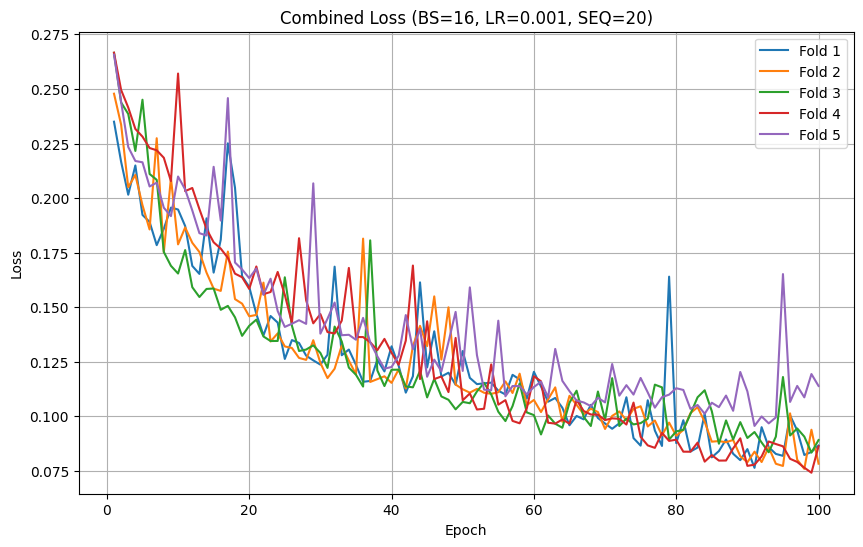 Combined Loss (BS=16, LR=0.001, SEQ=20)
0.275
0.250
0.225
0.200
0.175
0.150
0.125
0.100
0.075
Loss
0
20
40
60
80
100
Epoch
Fold 1
Fold 2
Fold 3
Fold 4
Fold 5